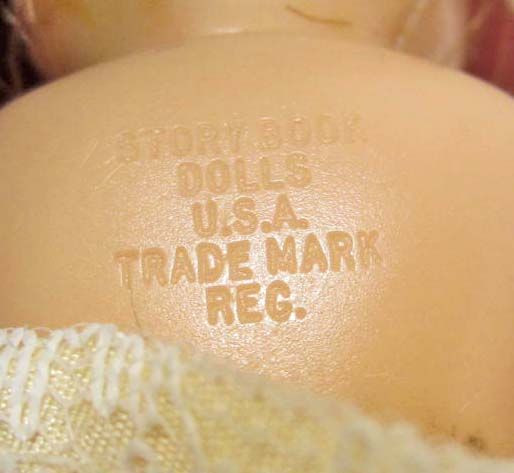 STORY BOOK
DOLLS
U.S.A.
TRADE MARK
REG.